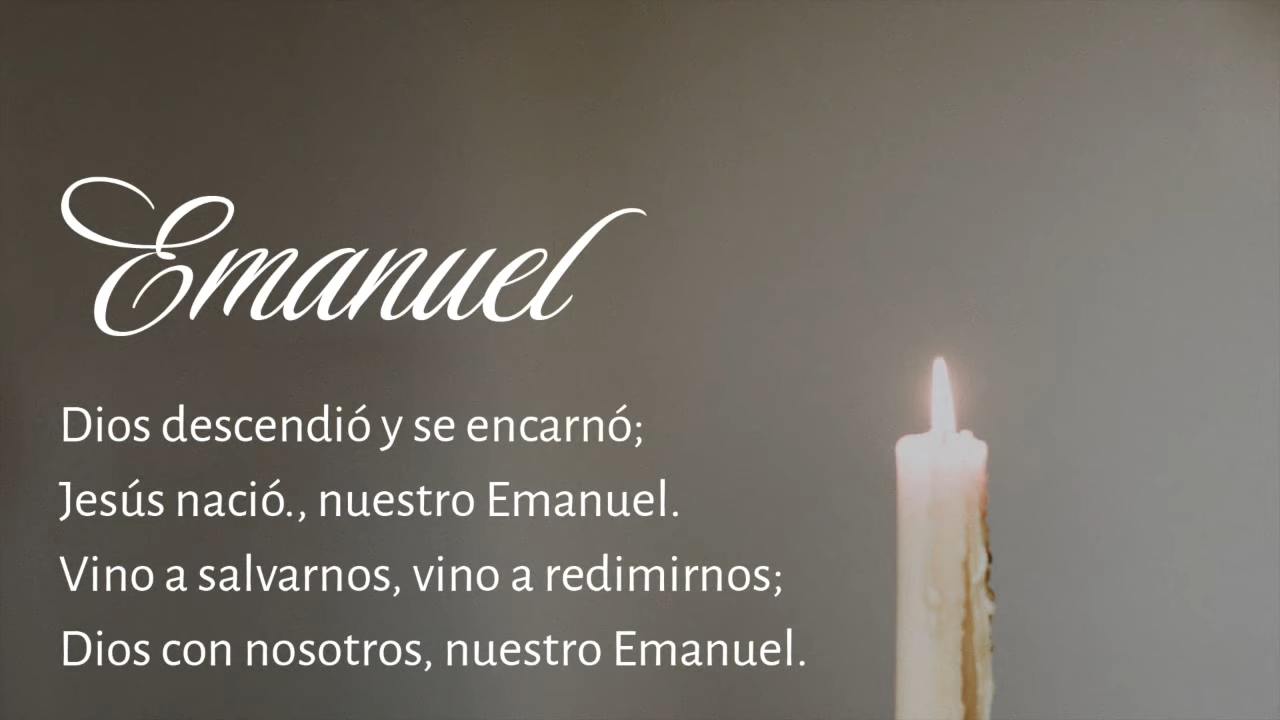 Emanuel
Dios descendió y se encarnó;
Jesús nació., nuestro Emanuel.
Vino a salvarnos, vino a redimirnos;
Dios con nosotros, nuestro Emanuel.